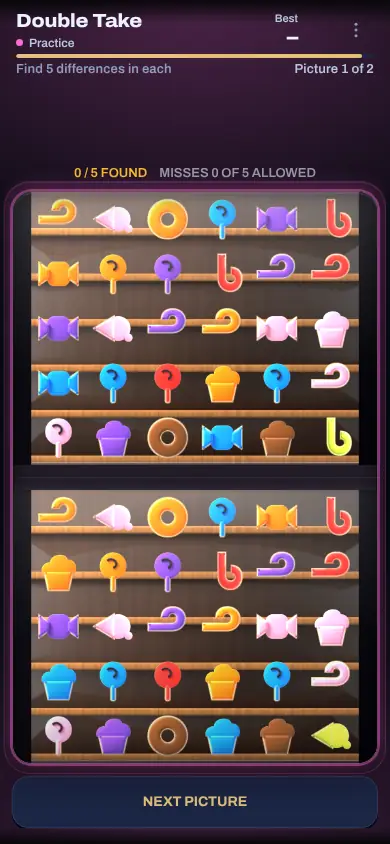 Double Take
Best
Practice
–
Find 5 differences in each
Picture 1 of 2
0 / 5 FOUND MISSES 0 OF 5 ALLOWED
NEXT PICTURE